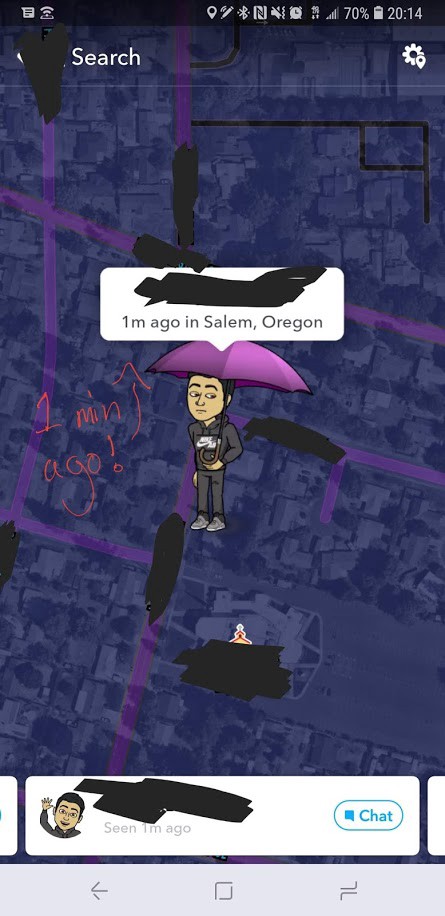 70% 20:14
Search
1m ago in Salem, Oregon
1 min
ago!
Seen 1m ago
Chat